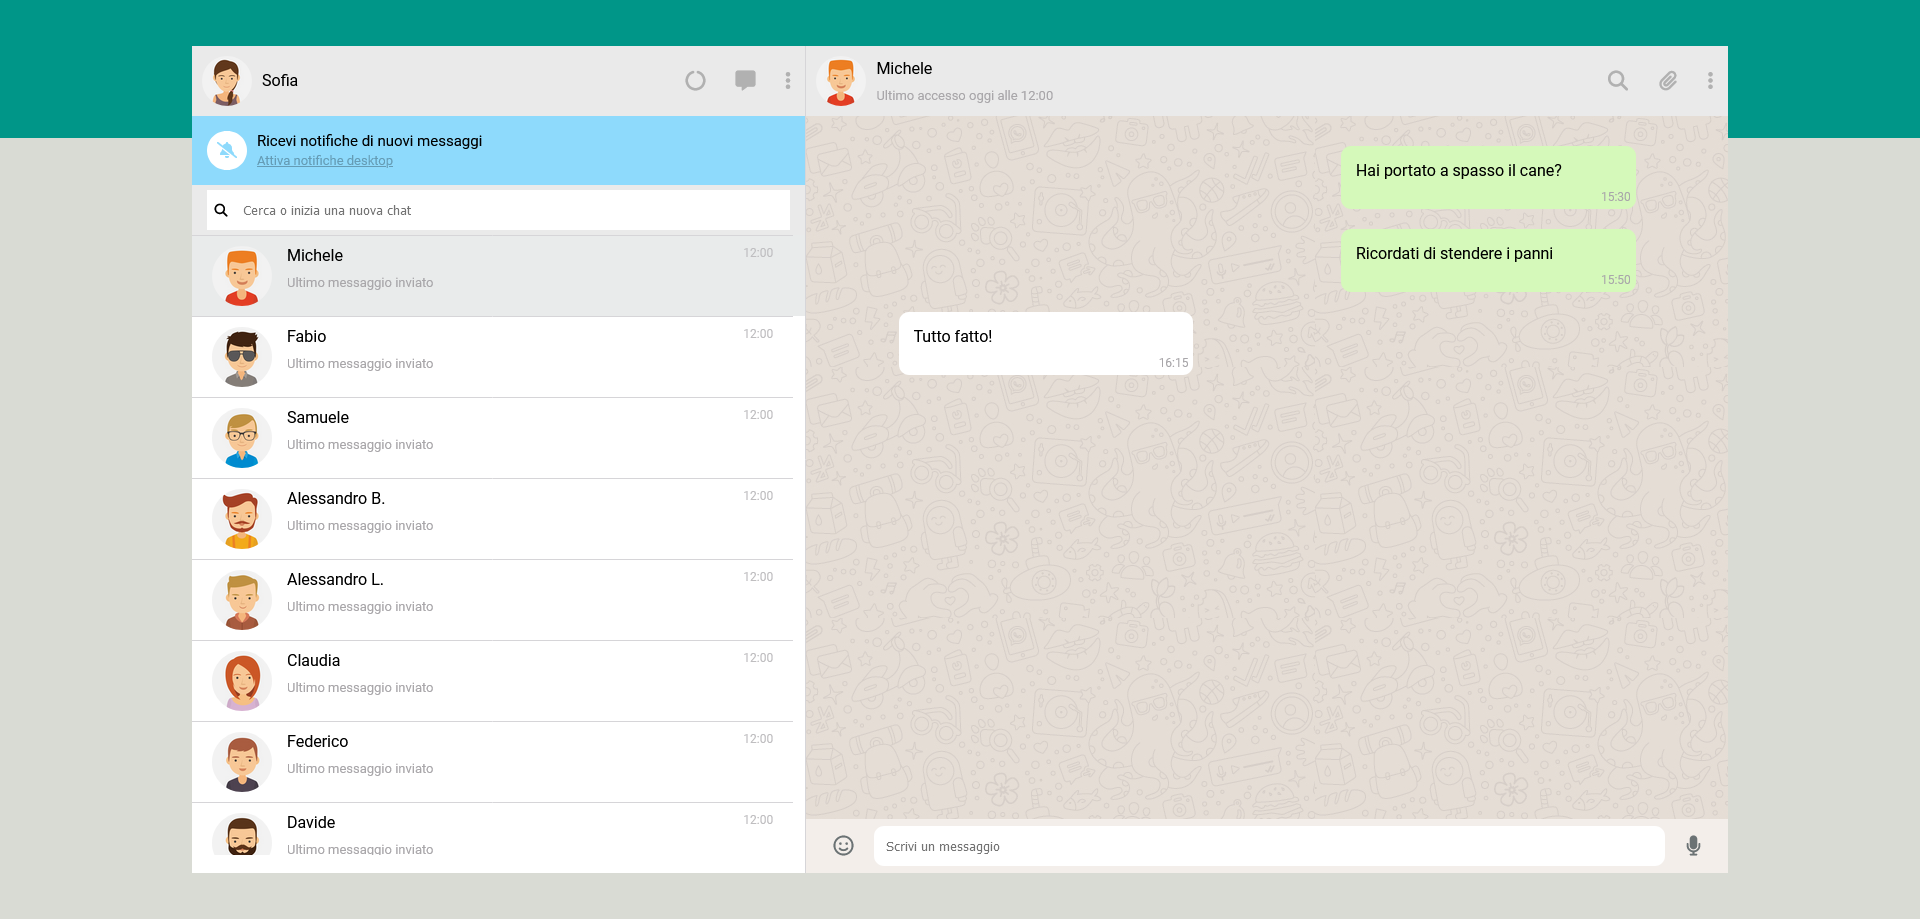 Sofia
Ricevi notifiche di nuovi messaggi
Attiva notifiche desktop
Cerca o inizia una nuova chat
Michele
12:00
Ultimo messaggio inviato
Fabio
12:00
Ultimo messaggio inviato
Samuele
12:00
Ultimo messaggio inviato
Alessandro B.
12:00
Ultimo messaggio inviato
Alessandro L.
12:00
Ultimo messaggio inviato
Claudia
12:00
Ultimo messaggio inviato
Federico
12:00
Ultimo messaggio inviato
Davide
12:00
Ultimo messaggio inviato
Michele
Ultimo accesso oggi alle 12:00
Hai portato a spasso il cane?
15:30
Ricordati di stendere i panni
15:50
Tutto fatto!
16:15
Scrivi un messaggio